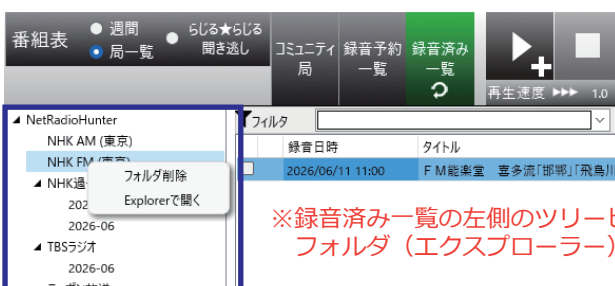 番組表
週間
局一覧
らじる★らじる
聞き逃し
コミュニティ
局
録音予約
一覧
録音済み
一覧
再生速度 ▶▶▶ 1.0
NetRadioHunter
NHK AM (東京)
NHK FM (東京)
NHK過
202
2026-06
TBSラジオ
2026-06
フォルダ削除
Explorerで開く
フィルタ
録音日時
タイトル
2026/06/11 11:00
ＦＭ能楽堂 喜多流「邯鄲」「飛鳥川
※録音済み一覧の左側のツリー
フォルダ（エクスプローラー）